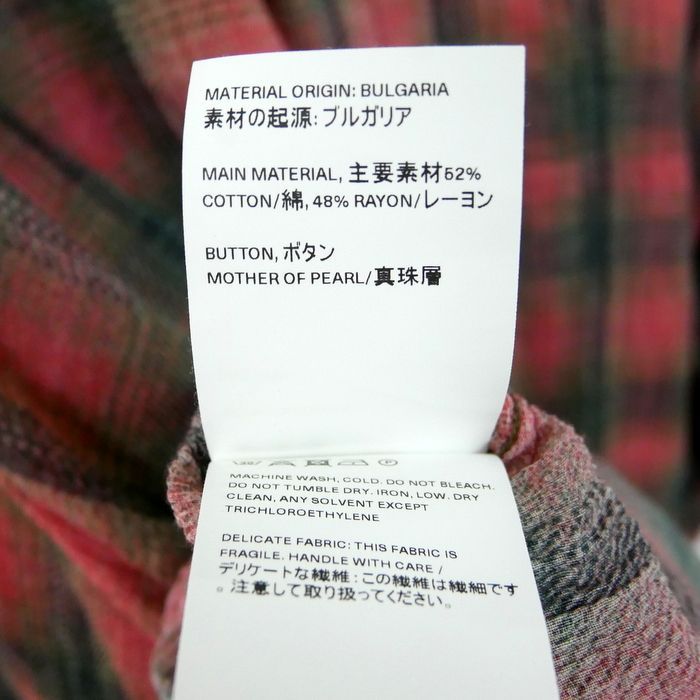 MATERIAL ORIGIN: BULGARIA
素材の起源: ブルガリア
MAIN MATERIAL, 主要素材52%
COTTON/綿, 48% RAYON/レーヨン
BUTTON, ボタン
MOTHER OF PEARL/真珠層
MACHINE WASH, COLD. DO NOT BLEACH.
DO NOT TUMBLE DRY. IRON, LOW. DRY
CLEAN, ANY SOLVENT EXCEPT
TRICHLOROETHYLENE
DELICATE FABRIC: THIS FABRIC IS
FRAGILE. HANDLE WITH CARE /
デリケートな繊維：この繊維は繊細です
。注意して取り扱ってください。